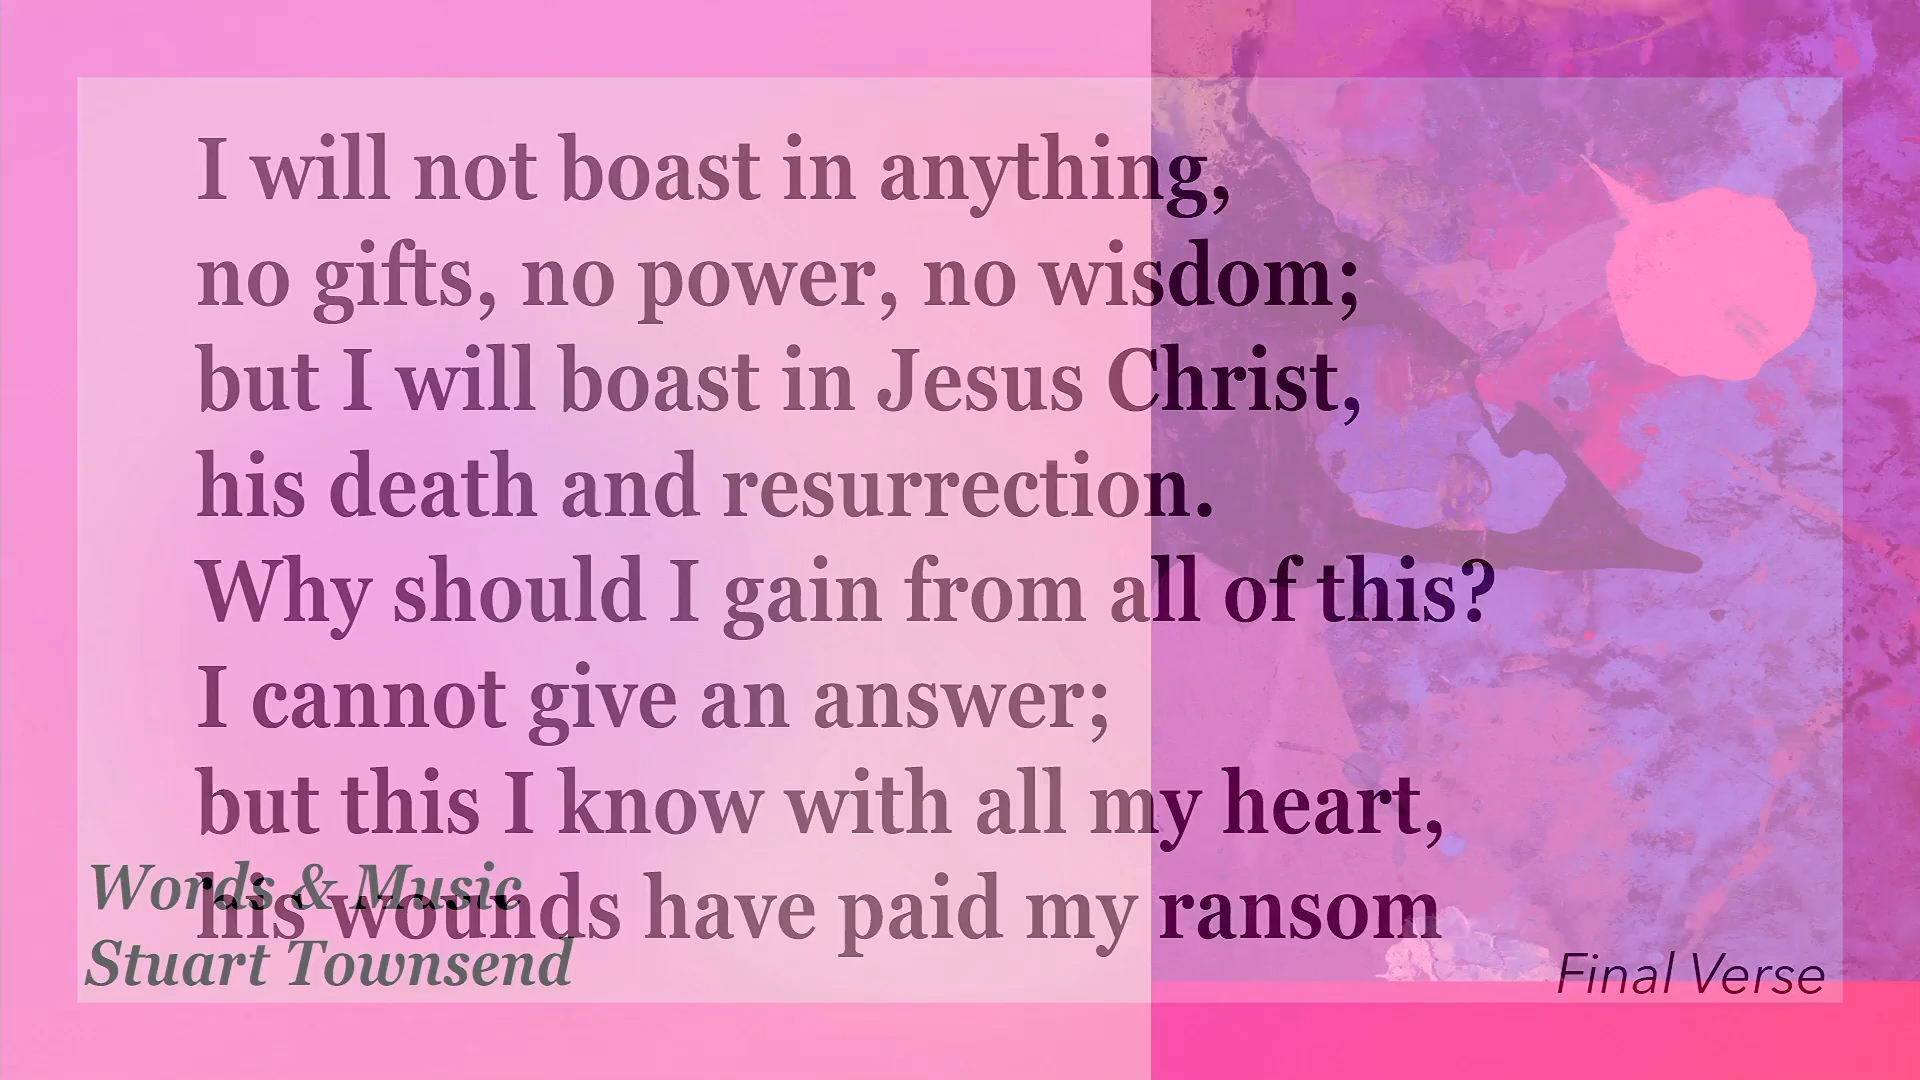 I will not boast in anything,
no gifts, no power, no wisdom;
but I will boast in Jesus Christ,
his death and resurrection.
Why should I gain from all of this?
I cannot give an answer;
but this I know with all my heart,
his wounds have paid my ransom
Words & Music
Stuart Townsend
Final Verse